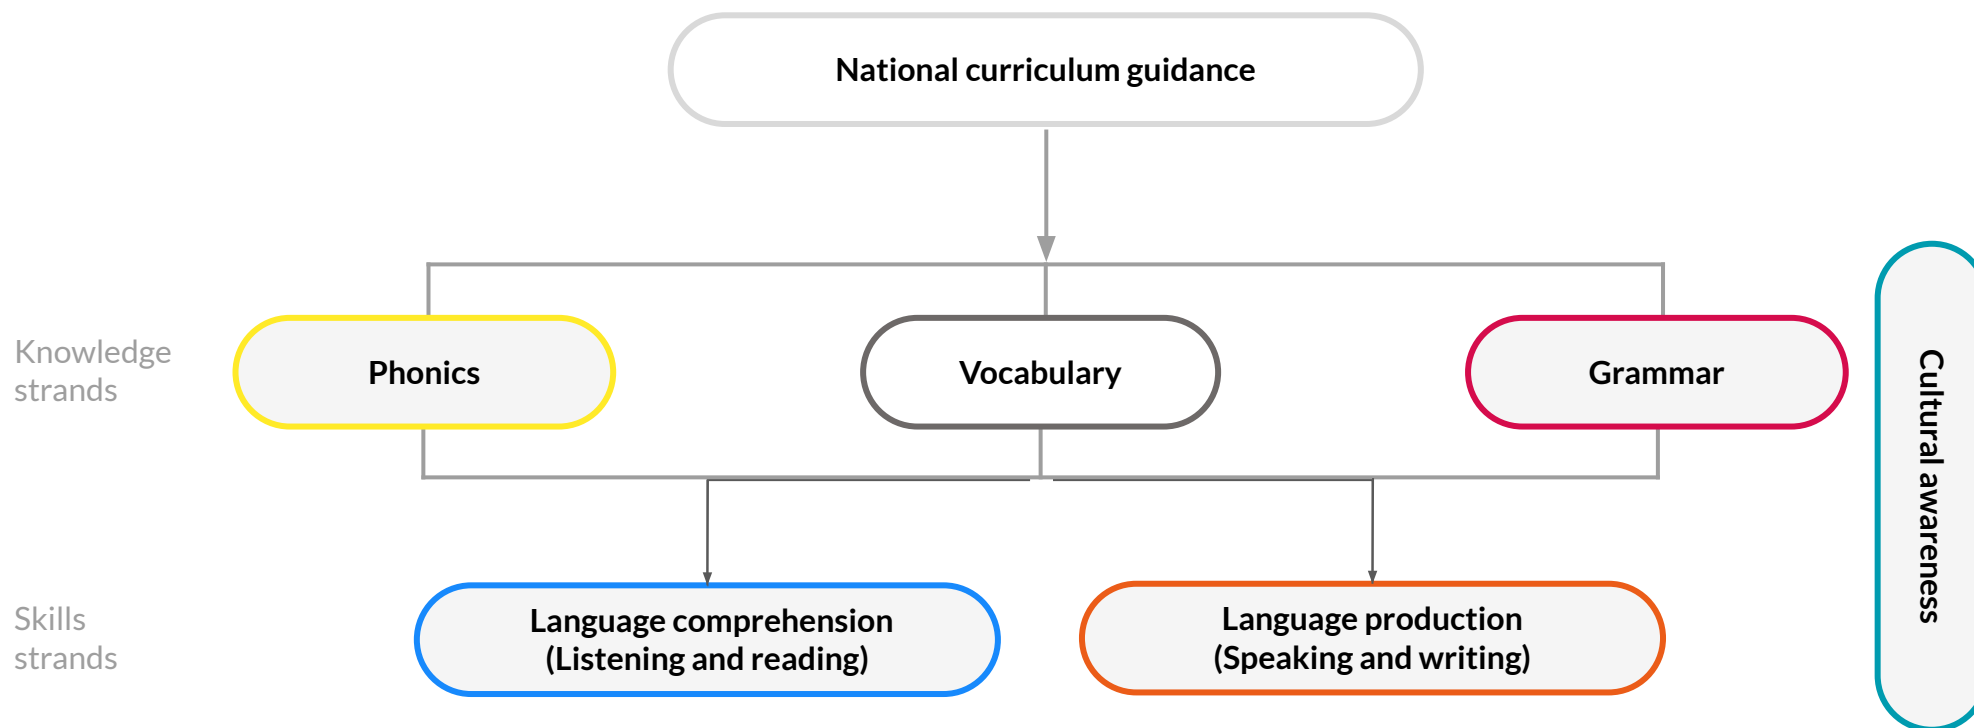 National curriculum guidance
Knowledge
strands
Phonics
Vocabulary
Grammar
Cultural awareness
Skills
strands
Language comprehension
(Listening and reading)
Language production
(Speaking and writing)